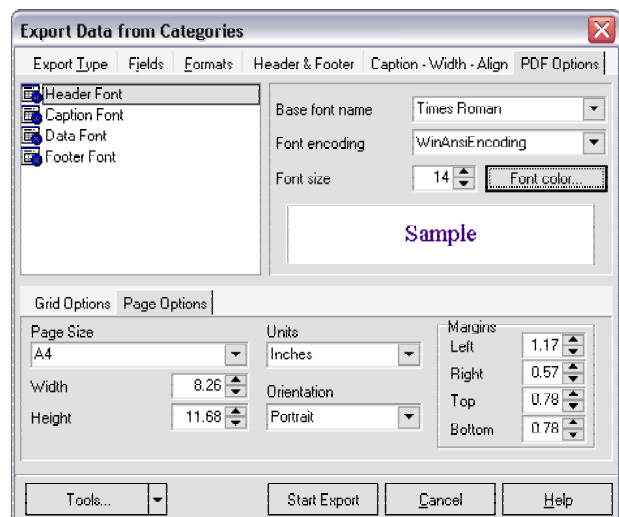 Export Data from Categories
Export Type Fields Formats Header & Footer Caption - Width - Align PDF Options
Header Font
Caption Font
Data Font
Footer Font
Base font name Times Roman
Font encoding WinAnsiEncoding
Font size 14 Font color...
Sample
Grid Options Page Options
Page Size
A4
Width 8.26
Height 11.68
Units
Inches
Orientation
Portrait
Margins
Left 1.17
Right 0.57
Top 0.78
Bottom 0.78
Tools... Start Export Cancel Help